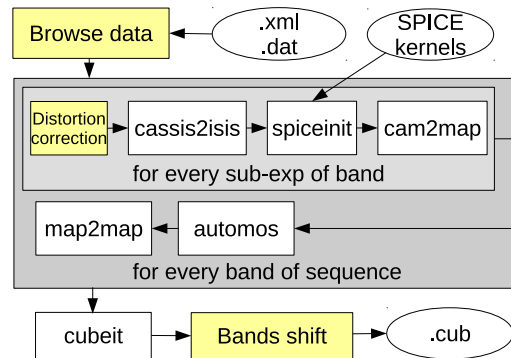 Browse data
.xml
.dat
SPICE
kernels
Distortion
correction
cassis2isis
spiceinit
cam2map
for every sub-exp of band
map2map
automos
for every band of sequence
cubeit
Bands shift
.cub